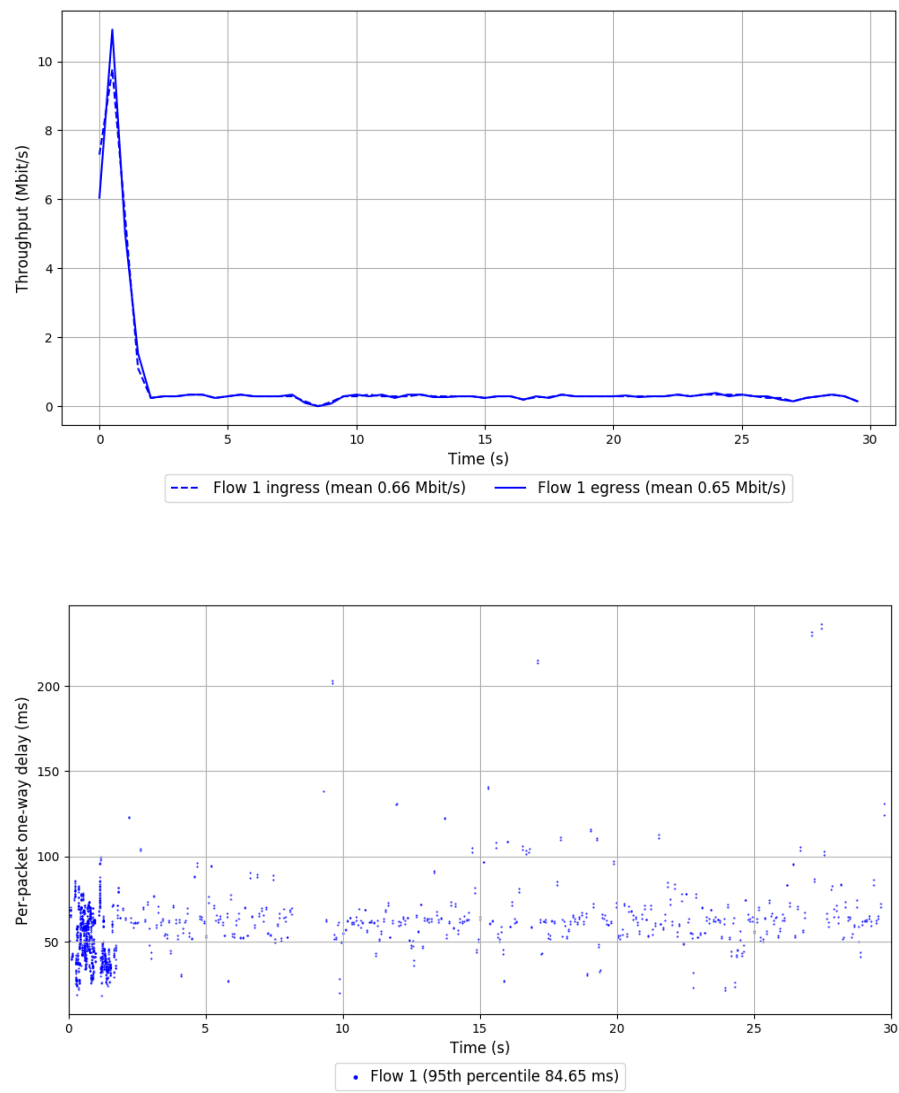 10
8
6
4
2
0
Throughput (Mbit/s)
0 5 10 15 20 25 30
Time (s)
Flow 1 ingress (mean 0.66 Mbit/s) Flow 1 egress (mean 0.65 Mbit/s)
200
150
100
50
Per-packet one-way delay (ms)
0 5 10 15 20 25 30
Time (s)
Flow 1 (95th percentile 84.65 ms)